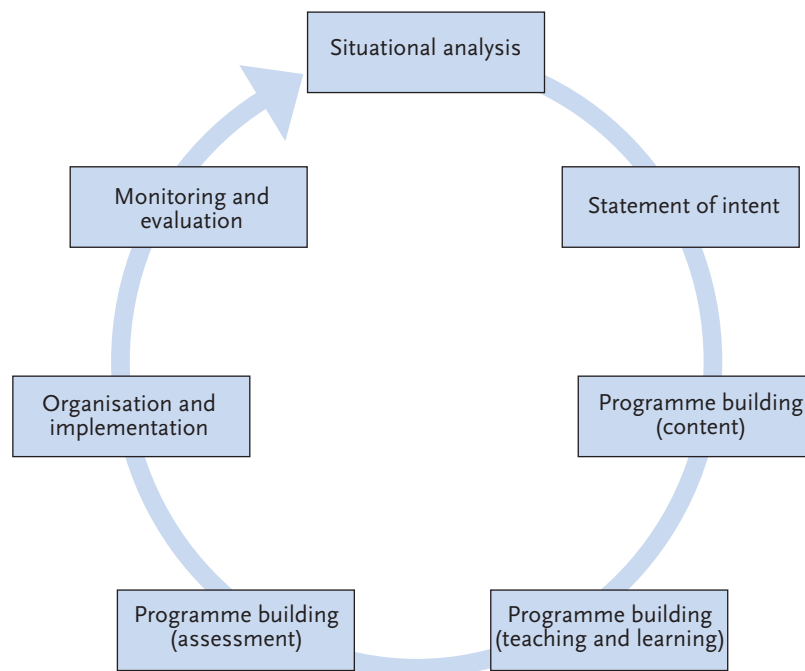 Situational analysis
Statement of intent
Programme building
(content)
Programme building
(teaching and learning)
Programme building
(assessment)
Organisation and
implementation
Monitoring and
evaluation